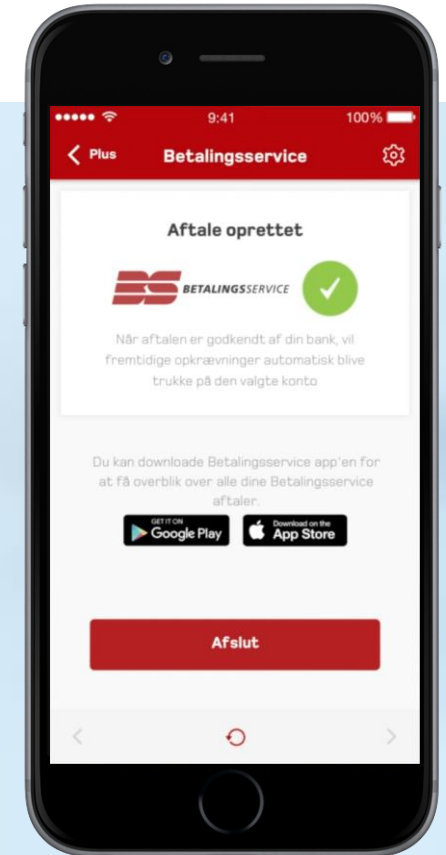 9:41
100%
Plus
Betalingsservice
Aftale oprettet
BS BETALINGSSERVICE
Når aftalen er godkendt af din bank, vil
fremtidige opkrævninger automatisk blive
trukke på den valgte konto
Du kan downloade Betalingsservice app'en for
at få overblik over alle dine Betalingsservice
aftaler.
GET IT ON
Google Play
Download on the
App Store
Afslut